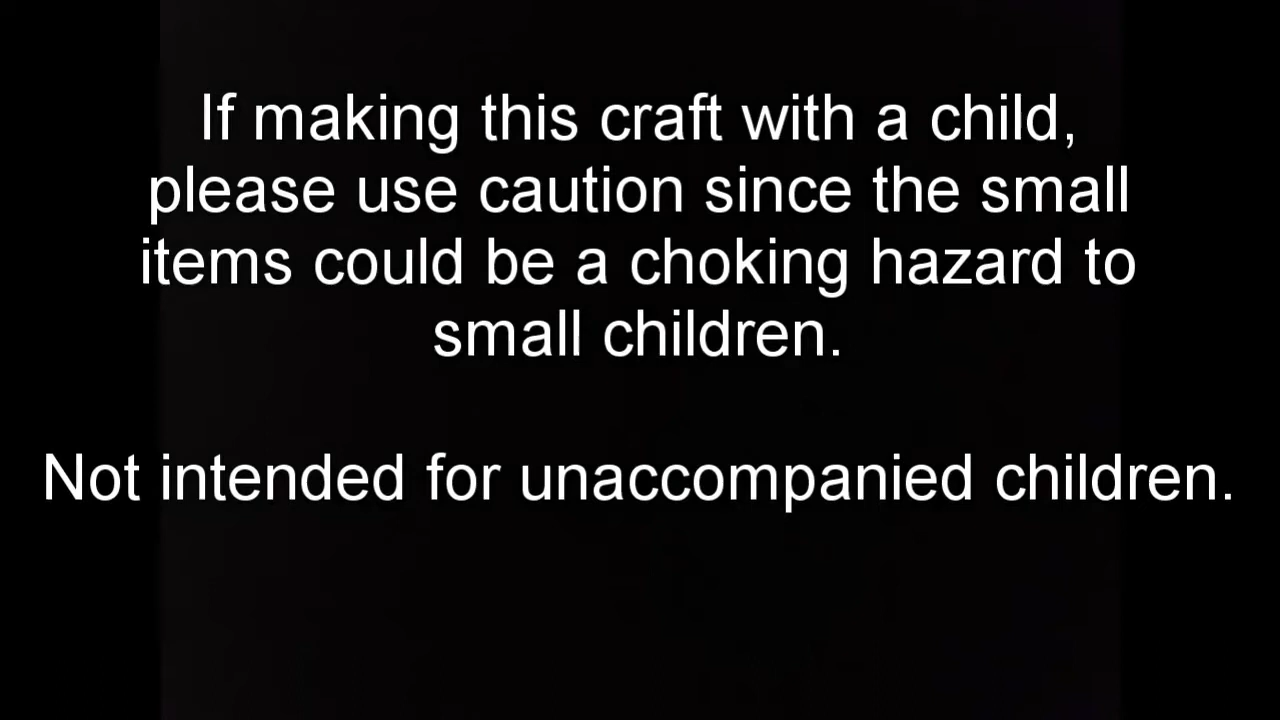 If making this craft with a child,
please use caution since the small
items could be a choking hazard to
small children.
Not intended for unaccompanied children.